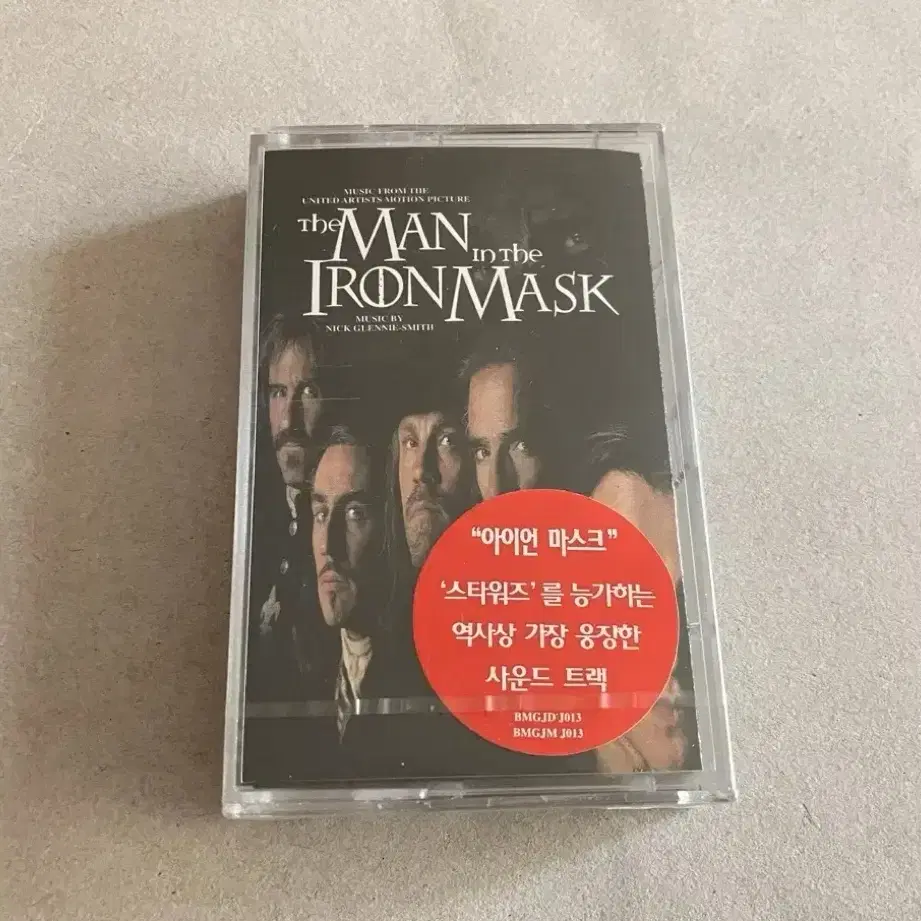 MUSIC FROM THE
UNITED ARTISTS MOTION PICTURE
The MAN
in the
IRON MASK
MUSIC BY
NICK GLENNIE-SMITH
“아이언 마스크”
‘스타워즈’를 능가하는
역사상 가장 웅장한
사운드 트랙
BMGJD J013
BMGJM J013